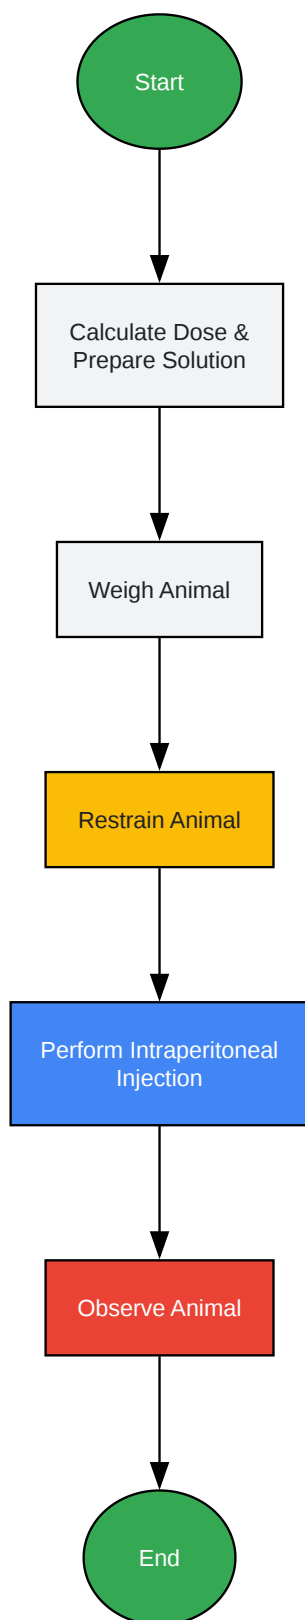 Start
Calculate Dose &
Prepare Solution
Weigh Animal
Restrain Animal
Perform Intraperitoneal
Injection
Observe Animal
End